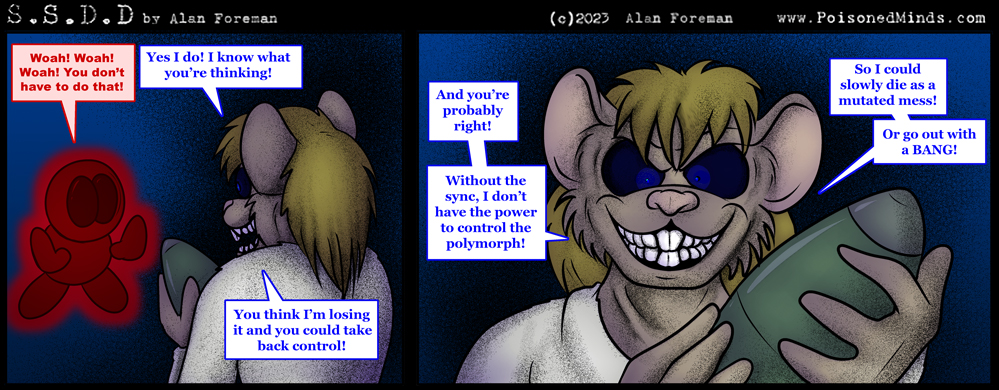 S.S.D.D by Alan Foreman
(c)2023 Alan Foreman
www.PoisonedMinds.com
Woah! Woah!
Woah! You don't
have to do that!
Yes I do! I know what
you're thinking!
You think I'm losing
it and you could take
back control!
And you're
probably
right!
Without the
sync, I don't
have the power
to control the
polymorph!
So I could
slowly die as a
mutated mess!
Or go out with
a BANG!